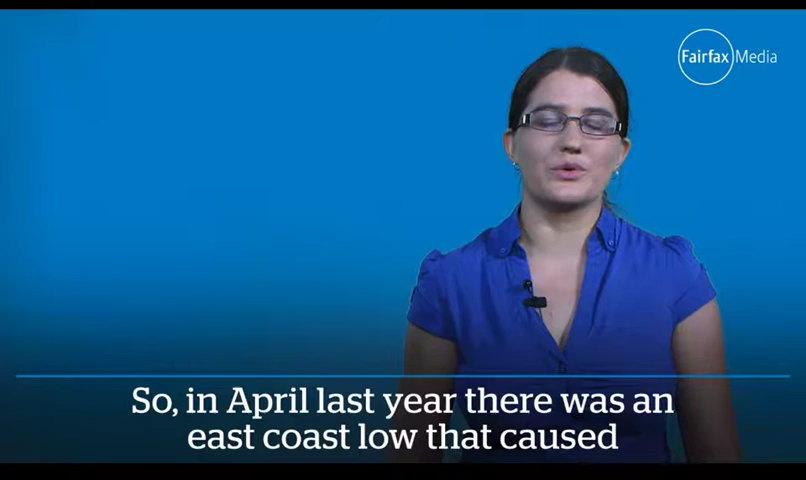 Fairfax Media
So, in April last year there was an
east coast low that caused